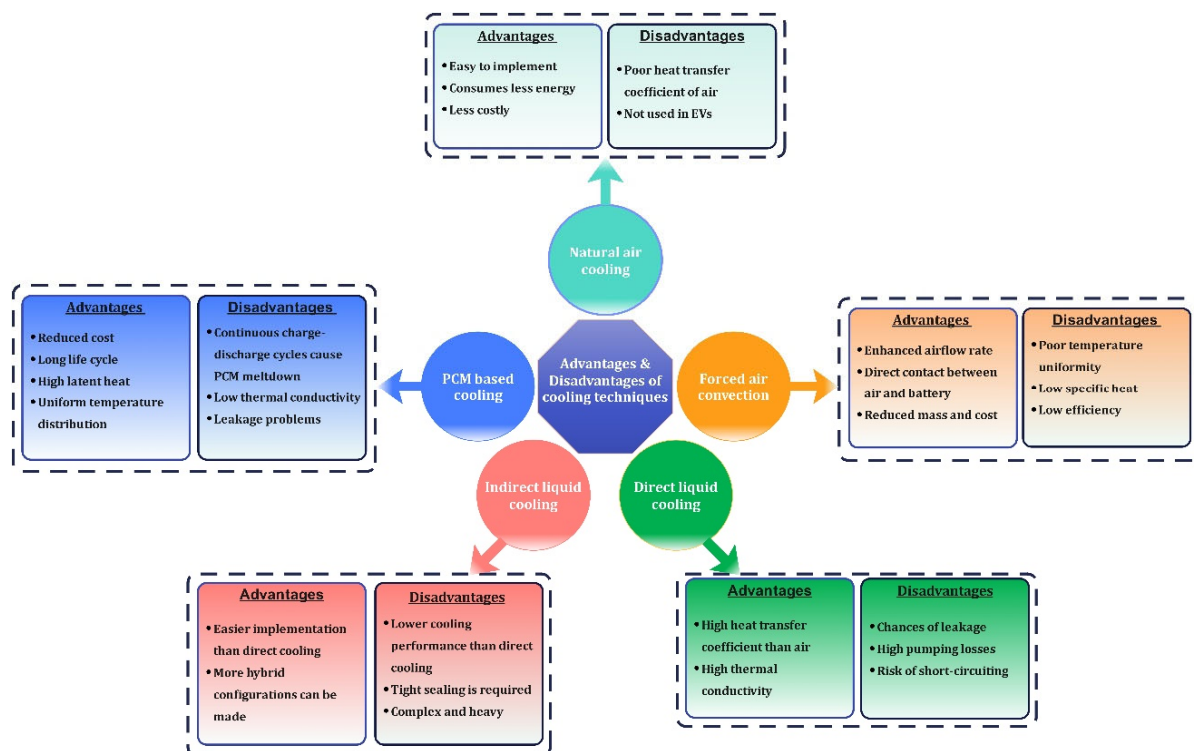 Advantages
• Easy to implement
• Consumes less energy
• Less costly
Disadvantages
• Poor heat transfer
coefficient of air
• Not used in EVs
Natural air
cooling
Advantages
• Reduced cost
• Long life cycle
• High latent heat
• Uniform temperature
distribution
Disadvantages
• Continuous charge-
discharge cycles cause
PCM meltdown
• Low thermal conductivity
• Leakage problems
PCM based
cooling
Advantages &
Disadvantages of
cooling techniques
Forced air
convection
Advantages
• Enhanced airflow rate
• Direct contact between
air and battery
• Reduced mass and cost
Disadvantages
• Poor temperature
uniformity
• Low specific heat
• Low efficiency
Indirect liquid
cooling
Direct liquid
cooling
Advantages
• Easier implementation
than direct cooling
• More hybrid
configurations can be
made
Disadvantages
• Lower cooling
performance than direct
cooling
• Tight sealing is required
• Complex and heavy
Advantages
• High heat transfer
coefficient than air
• High thermal
conductivity
Disadvantages
• Chances of leakage
• High pumping losses
• Risk of short-circuiting